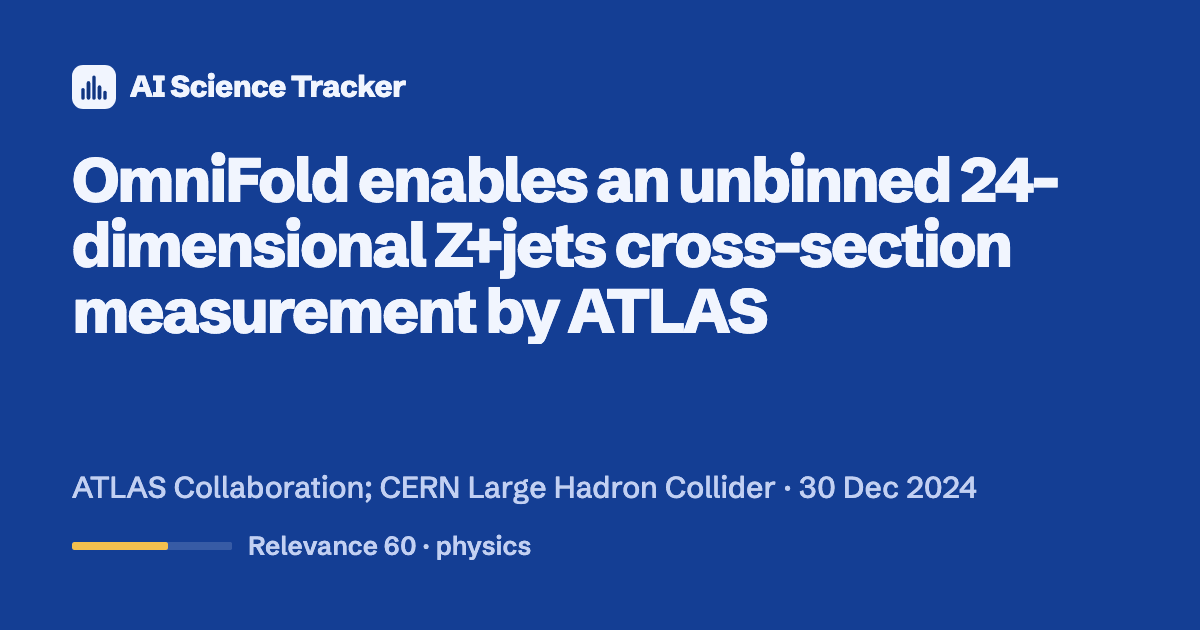 AI Science Tracker
OmniFold enables an unbinned 24-
dimensional Z+jets cross-section
measurement by ATLAS
ATLAS Collaboration; CERN Large Hadron Collider · 30 Dec 2024
Relevance 60 · physics